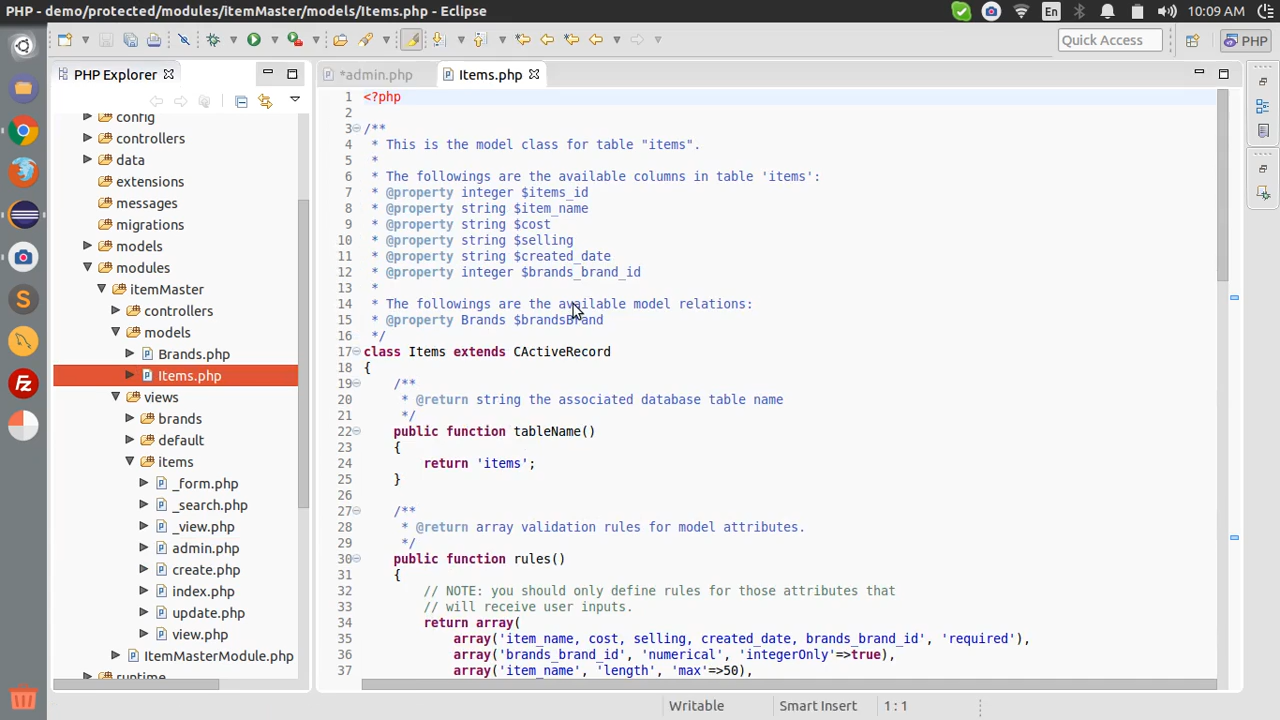 PHP - demo/protected/modules/itemMaster/models/Items.php - Eclipse
En
10:09 AM
Quick Access
PHP
PHP Explorer
config
controllers
data
extensions
messages
migrations
models
modules
itemMaster
controllers
models
Brands.php
Items.php
views
brands
default
items
_form.php
_search.php
_view.php
admin.php
create.php
index.php
update.php
view.php
ItemMasterModule.php
runtime
*admin.php
Items.php
1 <?php
2
3 /**
4 * This is the model class for table "items".
5 *
6 * The followings are the available columns in table 'items':
7 * @property integer $items_id
8 * @property string $item_name
9 * @property string $cost
10 * @property string $selling
11 * @property string $created_date
12 * @property integer $brands_brand_id
13 *
14 * The followings are the available model relations:
15 * @property Brands $brandsBrand
16 */
17 class Items extends CActiveRecord
18 {
19 /**
20 * @return string the associated database table name
21 */
22 public function tableName()
23 {
24 return 'items';
25 }
26
27 /**
28 * @return array validation rules for model attributes.
29 */
30 public function rules()
31 {
32 // NOTE: you should only define rules for those attributes that
33 // will receive user inputs.
34 return array(
35 array('item_name, cost, selling, created_date, brands_brand_id', 'required'),
36 array('brands_brand_id', 'numerical', 'integerOnly'=>true),
37 array('item_name', 'length', 'max'=>50),
Writable
Smart Insert
1 : 1